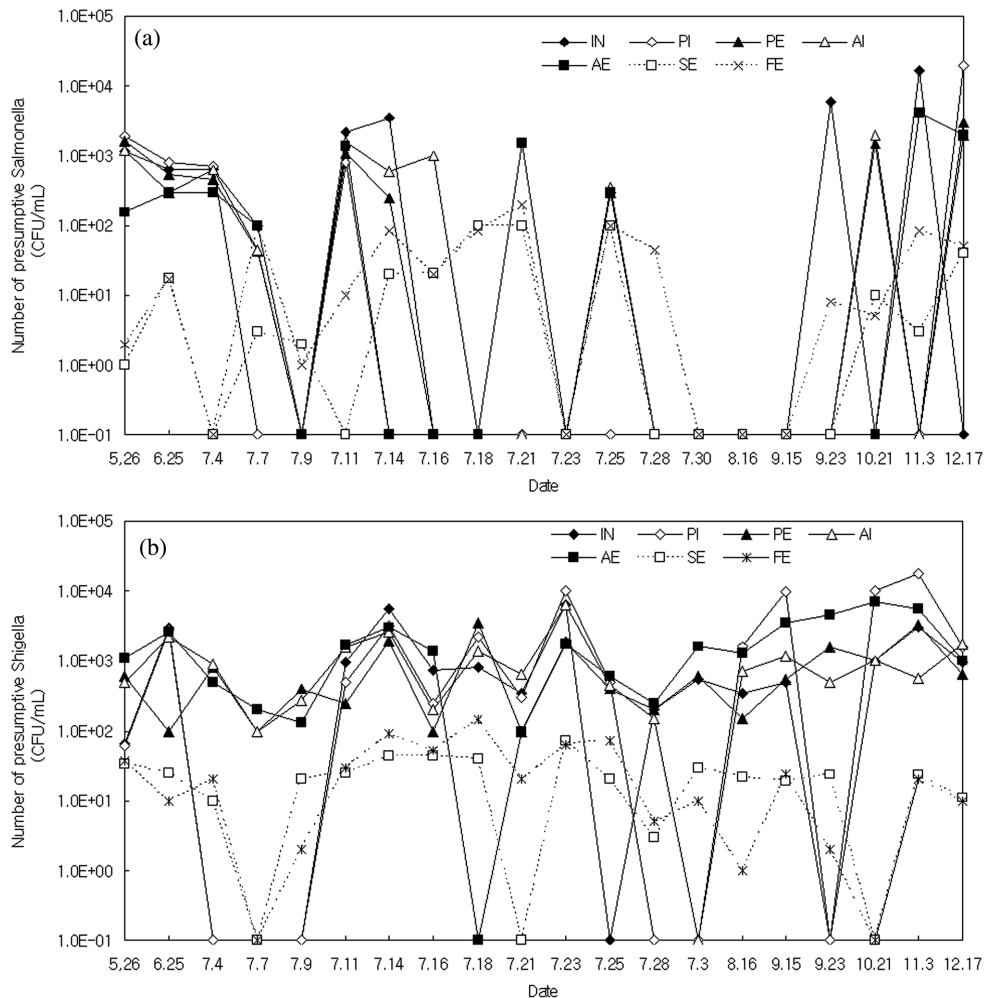 (a)
1.0E+05
1.0E+04
1.0E+03
1.0E+02
1.0E+01
1.0E+00
1.0E-01
Number of presumptive Salmonella
(CFU/mL)
IN PI PE AI
AE SE FE
5.26 6.25 7.4 7.7 7.9 7.11 7.14 7.16 7.18 7.21 7.23 7.25 7.28 7.30 8.16 9.15 9.23 10.21 11.3 12.17
Date
(b)
1.0E+05
1.0E+04
1.0E+03
1.0E+02
1.0E+01
1.0E+00
1.0E-01
Number of presumptive Shigella
(CFU/mL)
IN PI PE AI
AE SE FE
5.26 6.25 7.4 7.7 7.9 7.11 7.14 7.16 7.18 7.21 7.23 7.25 7.28 7.3 8.16 9.15 9.23 10.21 11.3 12.17
Date